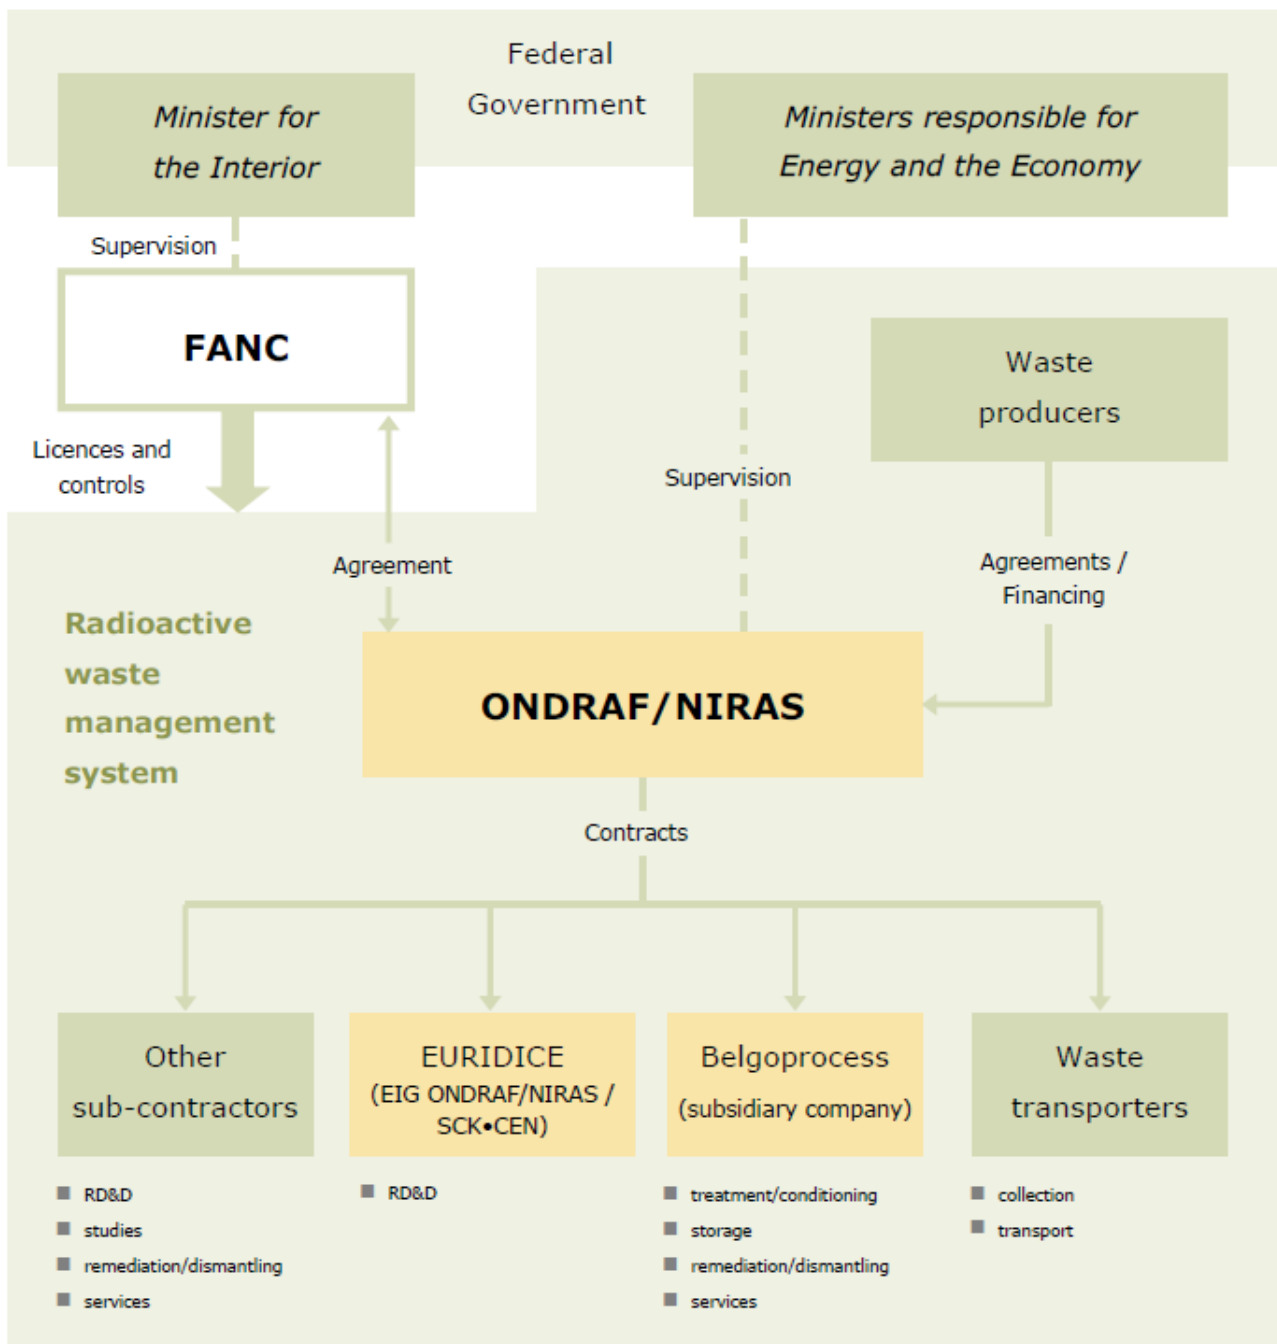 Federal
Government
Minister for
the Interior
Ministers responsible for
Energy and the Economy
Supervision
FANC
Waste
producers
Licences and
controls
Supervision
Agreement
Agreements /
Financing
Radioactive
waste
management
system
ONDRAF/NIRAS
Contracts
Other
sub-contractors
EURIDICE
(EIG ONDRAF/NIRAS /
SCK•CEN)
Belgoprocess
(subsidiary company)
Waste
transporters
■ RD&D
■ studies
■ remediation/dismantling
■ services
■ RD&D
■ treatment/conditioning
■ storage
■ remediation/dismantling
■ services
■ collection
■ transport